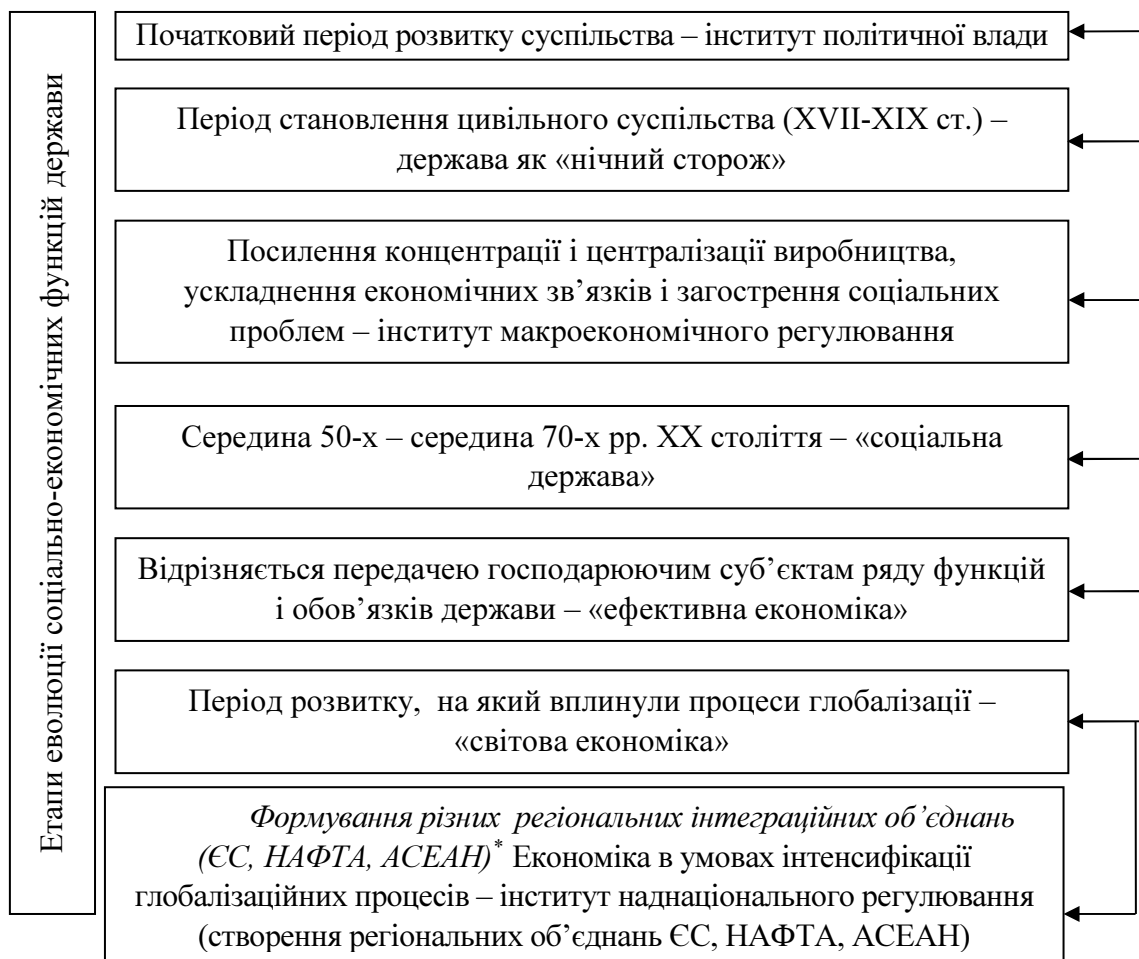 Етапи еволюції соціально-економічних функцій держави
Початковий період розвитку суспільства – інститут політичної влади
Період становлення цивільного суспільства (XVII-XIX ст.) –
держава як «нічний сторож»
Посилення концентрації і централізації виробництва,
ускладнення економічних зв’язків і загострення соціальних
проблем – інститут макроекономічного регулювання
Середина 50-х – середина 70-х рр. XX століття – «соціальна
держава»
Відрізняється передачею господарюючим суб’єктам ряду функцій
і обов’язків держави – «ефективна економіка»
Період розвитку, на який вплинули процеси глобалізації –
«світова економіка»
Формування різних регіональних інтеграційних об’єднань
(ЄС, НАФТА, АСЕАН)* Економіка в умовах інтенсифікації
глобалізаційних процесів – інститут наднаціонального регулювання
(створення регіональних об’єднань ЄС, НАФТА, АСЕАН)